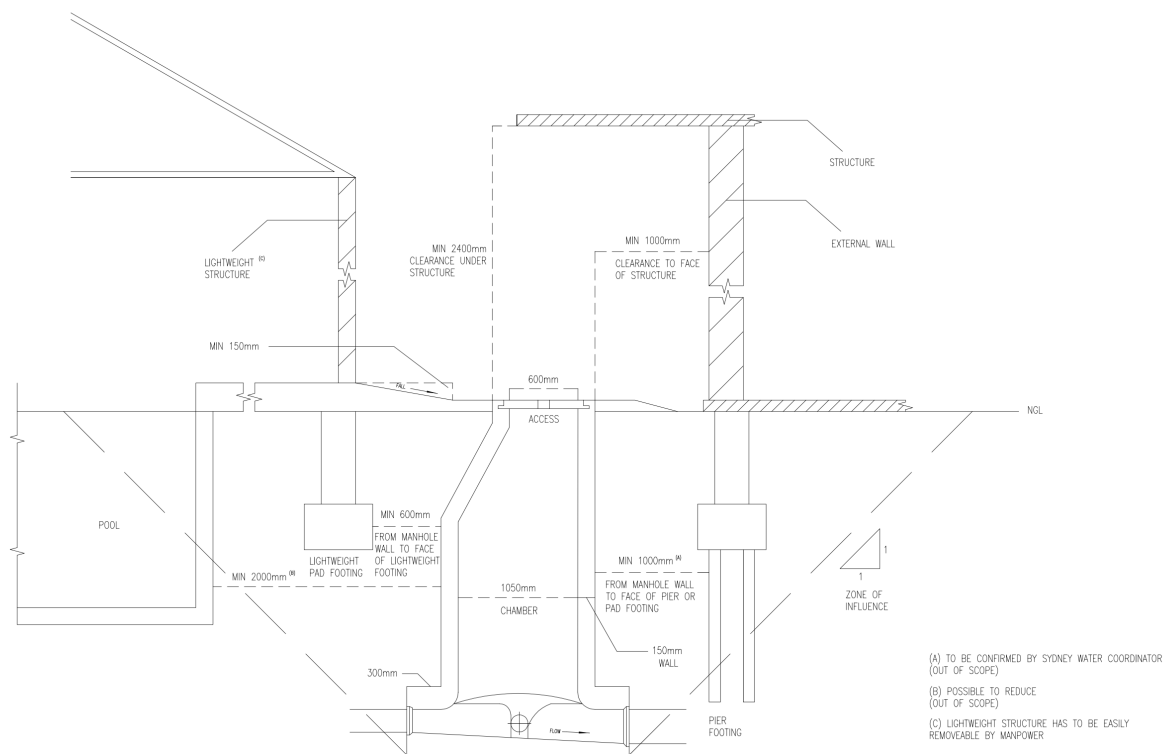 STRUCTURE
EXTERNAL WALL
MIN 1000mm
CLEARANCE TO FACE
OF STRUCTURE
MIN 2400mm
CLEARANCE UNDER
STRUCTURE
LIGHTWEIGHT (C)
STRUCTURE
MIN 150mm
FALL
600mm
ACCESS
NGL
POOL
MIN 600mm
FROM MANHOLE
WALL TO FACE
OF LIGHTWEIGHT
FOOTING
LIGHTWEIGHT
PAD FOOTING
MIN 2000mm (B)
MIN 1000mm (A)
FROM MANHOLE WALL
TO FACE OF PIER OR
PAD FOOTING
1
1
ZONE OF
INFLUENCE
1050mm
CHAMBER
150mm
WALL
300mm
FLOW
PIER
FOOTING
(A) TO BE CONFIRMED BY SYDNEY WATER COORDINATOR
(OUT OF SCOPE)
(B) POSSIBLE TO REDUCE
(OUT OF SCOPE)
(C) LIGHTWEIGHT STRUCTURE HAS TO BE EASILY
REMOVEABLE BY MANPOWER